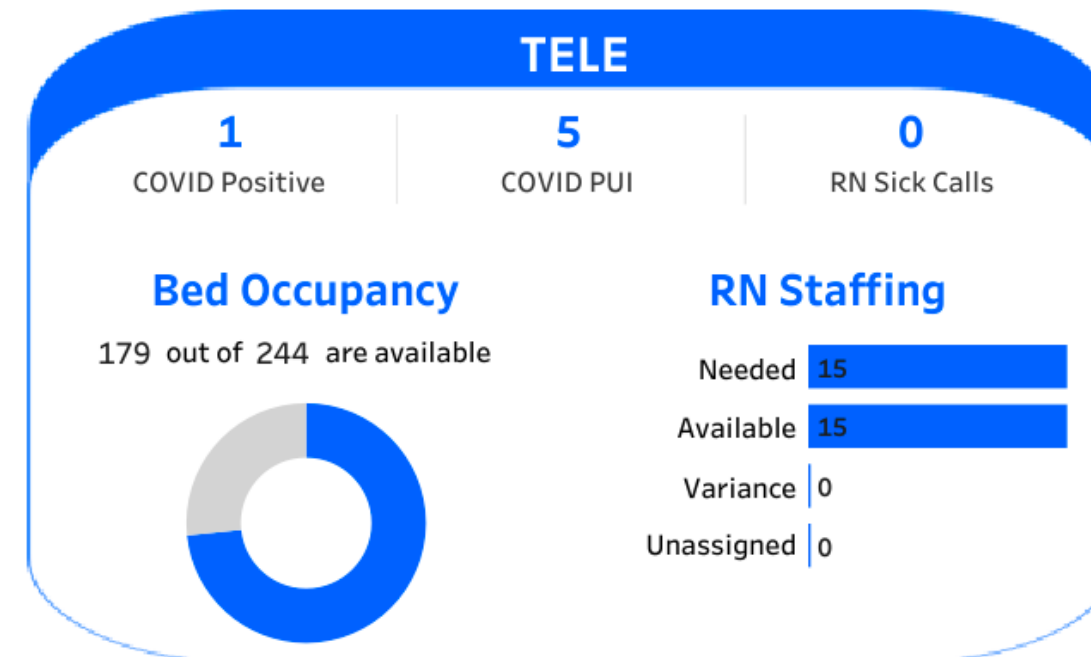 TELE
1
COVID Positive
5
COVID PUI
0
RN Sick Calls
Bed Occupancy
179 out of 244 are available
RN Staffing
Needed 15
Available 15
Variance 0
Unassigned 0